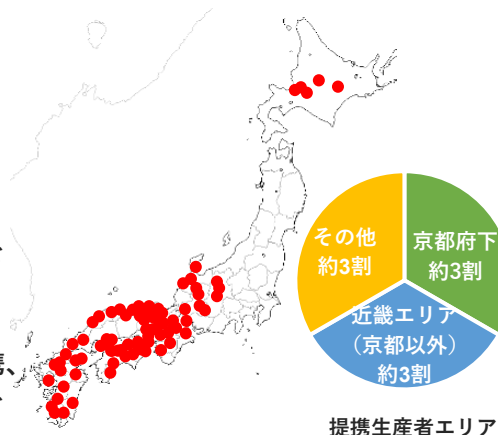 その他
約3割
京都府下
約3割
近畿エリア
（京都以外）
約3割
、
、
提携生産者エリア